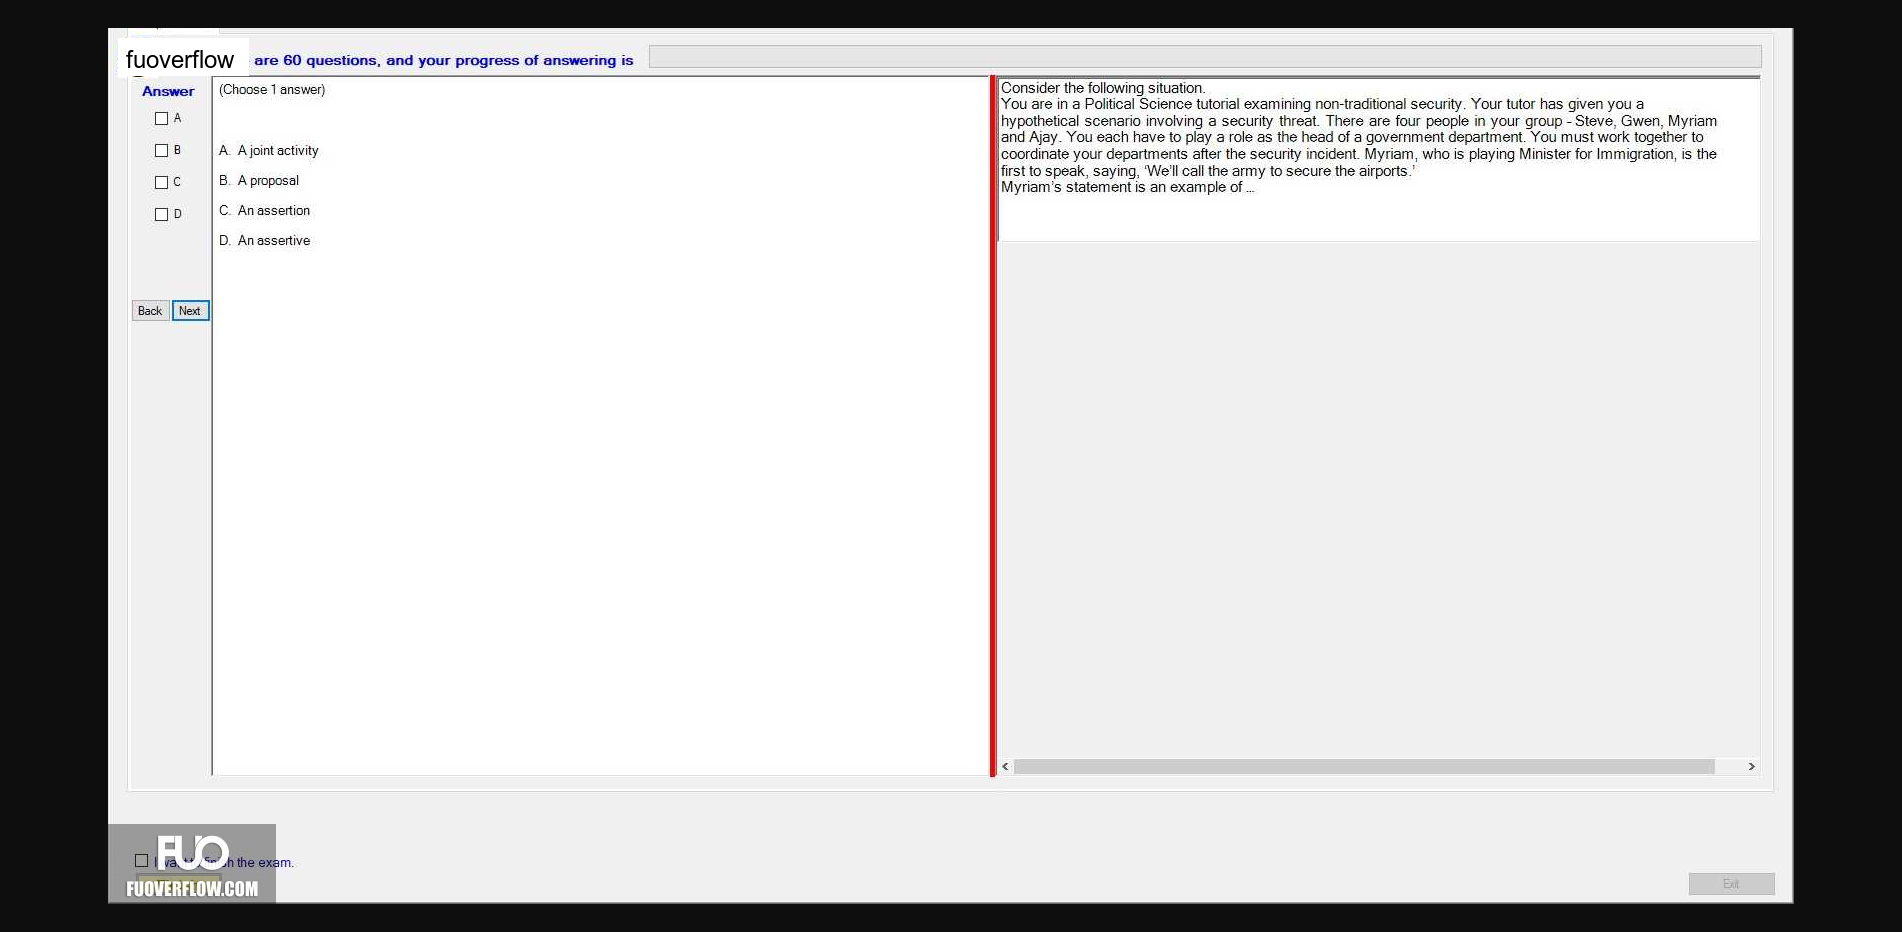 fuoverflow
are 60 questions, and your progress of answering is
Answer
A
B
C
D
Back Next
(Choose 1 answer)
A. A joint activity
B. A proposal
C. An assertion
D. An assertive
Consider the following situation.
You are in a Political Science tutorial examining non-traditional security. Your tutor has given you a
hypothetical scenario involving a security threat. There are four people in your group - Steve, Gwen, Myriam
and Ajay. You each have to play a role as the head of a government department. You must work together to
coordinate your departments after the security incident. Myriam, who is playing Minister for Immigration, is the
first to speak, saying, ‘We’ll call the army to secure the airports.’
Myriam’s statement is an example of ...
FUO
I want to finish the exam.
FUOVERFLOW.COM
Exit